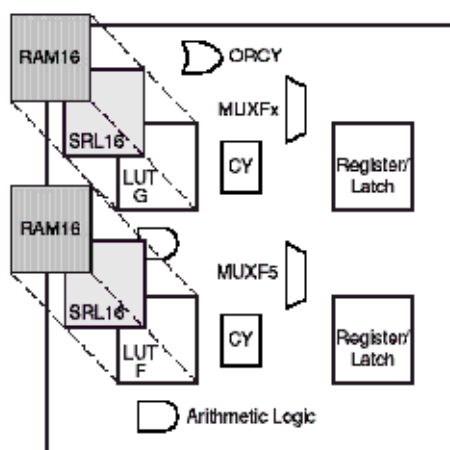 RAM16
ORCY
SRL16
MUXFx
LUT
G
CY
Register/
Latch
RAM16
SRL16
MUXF5
LUT
F
CY
Register/
Latch
Arithmetic Logic